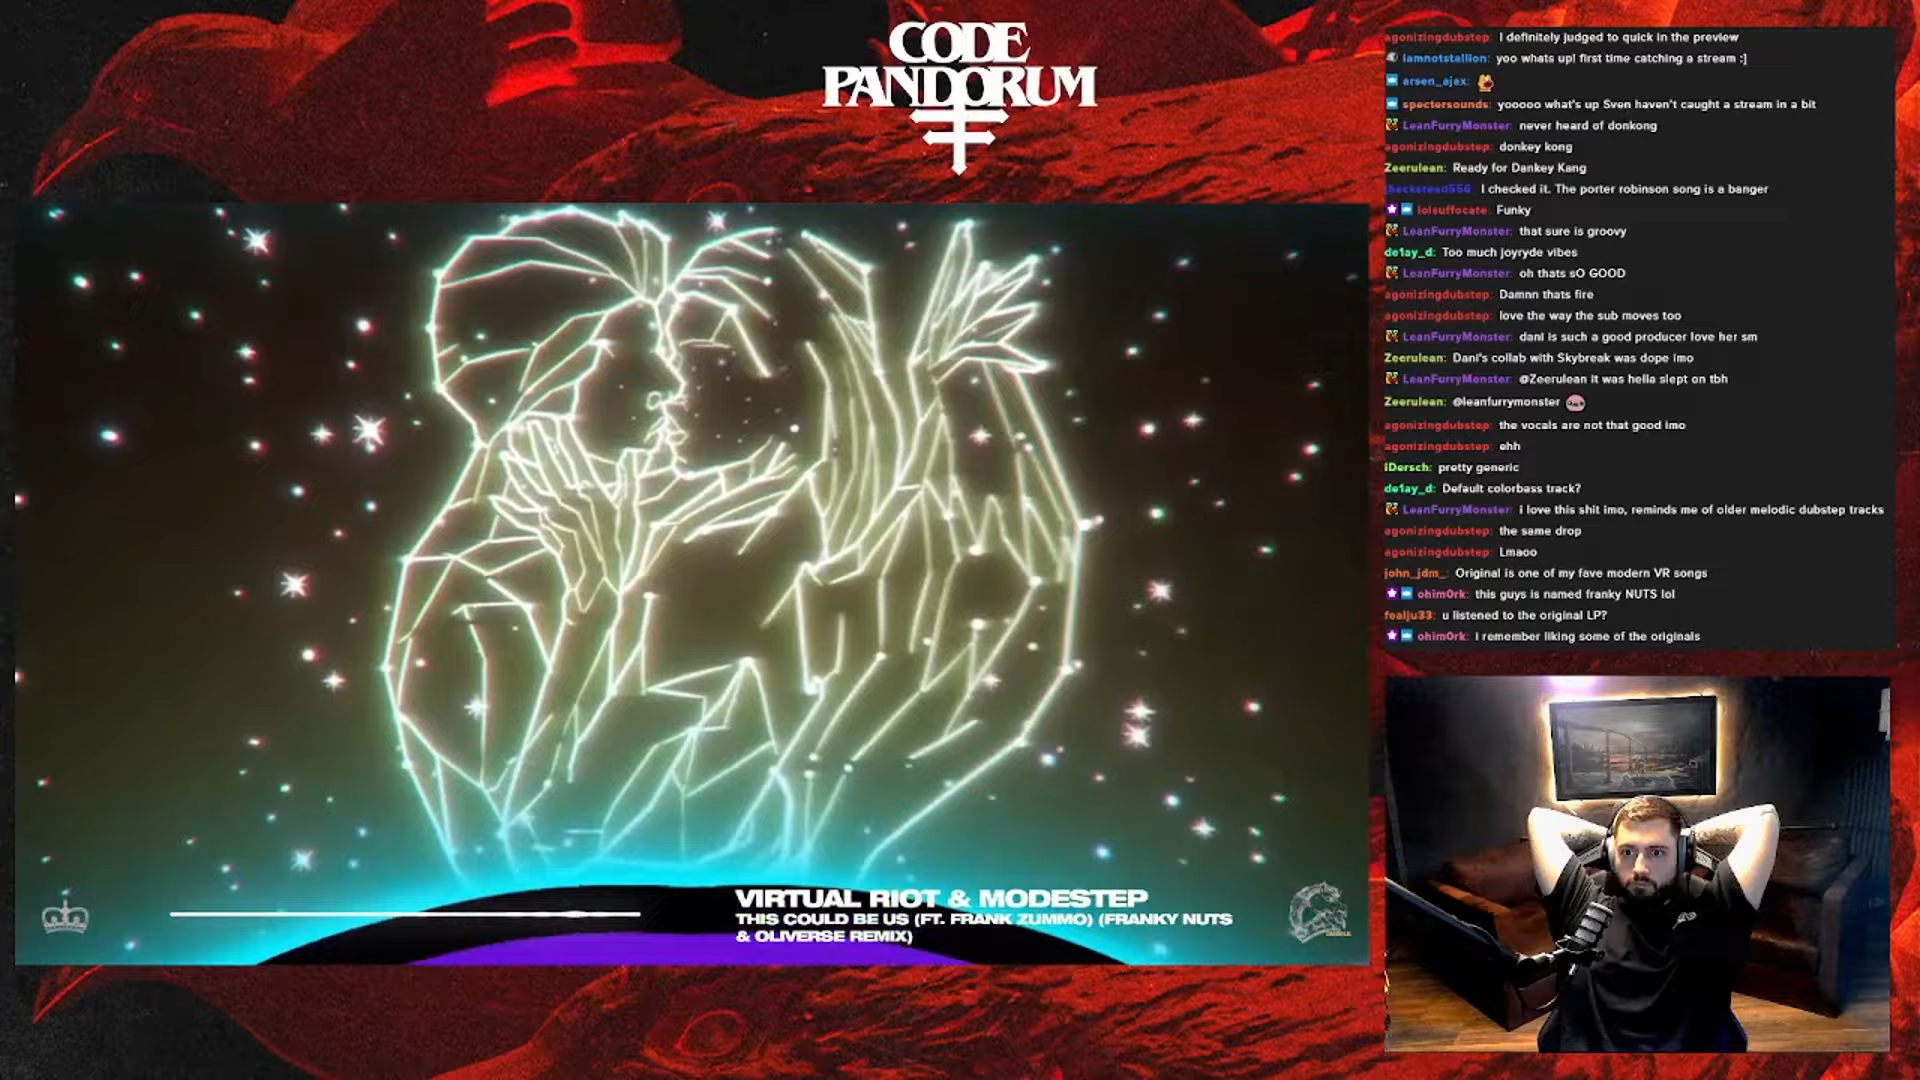 CODE
PANDORUM
agonizingdubstep: I definitely judged to quick in the preview
iamnotstallion: yoo whats up! first time catching a stream :]
arsen_ajax:
spectersounds: yooooo what's up Sven haven't caught a stream in a bit
LeanFurryMonster: never heard of donkong
agonizingdubstep: donkey kong
Zeerulean: Ready for Dankey Kang
I checked it. The porter robinson song is a banger
lolsuffocate: Funky
LeanFurryMonster: that sure is groovy
de1ay_d: Too much joyryde vibes
LeanFurryMonster: oh thats sO GOOD
agonizingdubstep: Damnn thats fire
agonizingdubstep: love the way the sub moves too
LeanFurryMonster: dani is such a good producer love her sm
Zeerulean: Dani's collab with Skybreak was dope imo
LeanFurryMonster: @Zeerulean it was hella slept on tbh
Zeerulean: @leanfurrymonster
agonizingdubstep: the vocals are not that good imo
agonizingdubstep: ehh
iDersch: pretty generic
de1ay_d: Default colorbass track?
LeanFurryMonster: i love this shit imo, reminds me of older melodic dubstep tracks
agonizingdubstep: the same drop
agonizingdubstep: Lmaoo
john_jdm_: Original is one of my fave modern VR songs
ohim0rk: this guys is named franky NUTS lol
fealju33: u listened to the original LP?
ohim0rk: i remember liking some of the originals
VIRTUAL RIOT & MODESTEP
THIS COULD BE US (FT. FRANK ZUMMO) (FRANKY NUTS
& OLIVERSE REMIX)